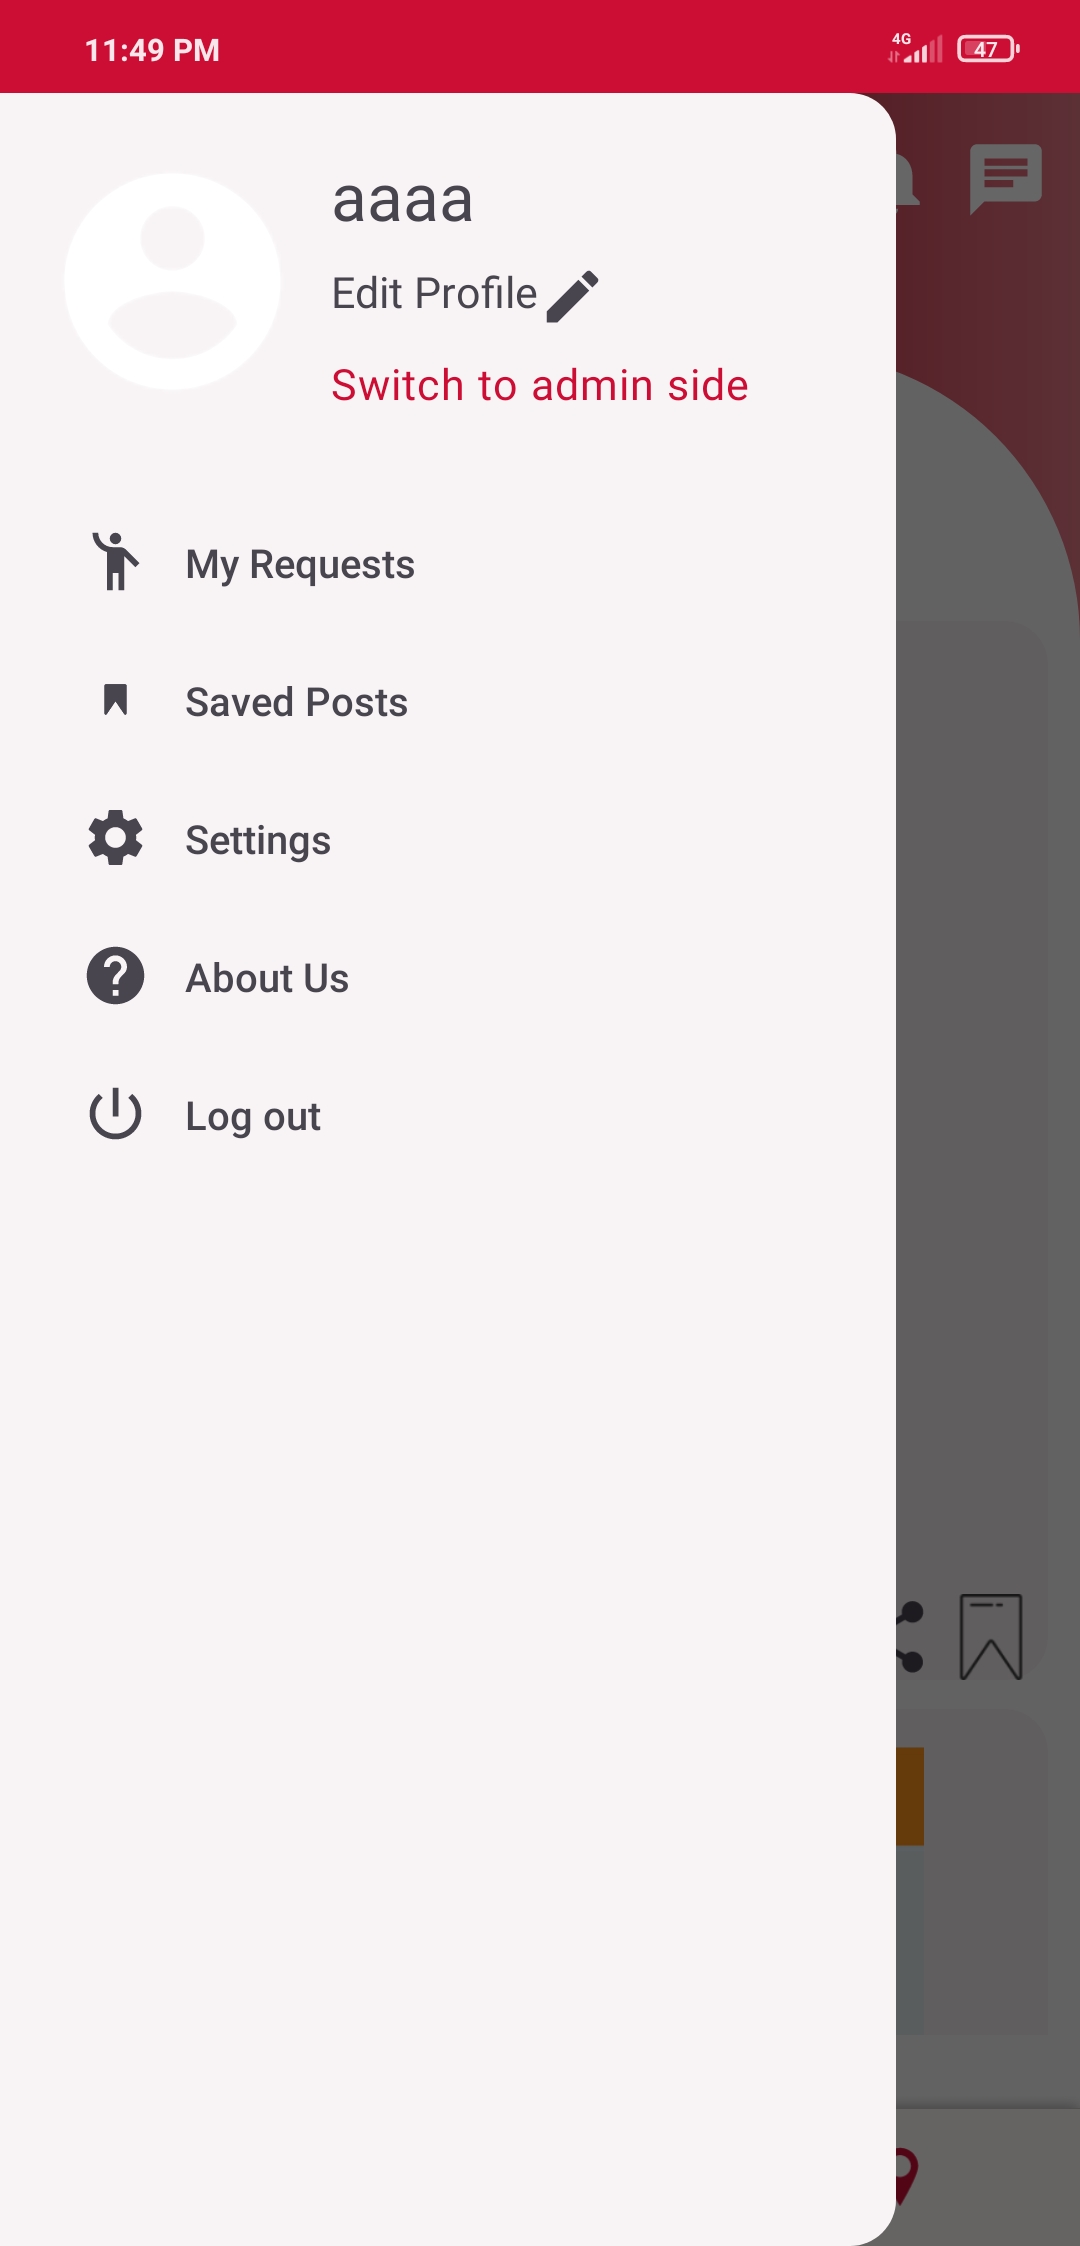 11:49 PM
4G
47
aaaa
Edit Profile
Switch to admin side
My Requests
Saved Posts
Settings
About Us
Log out